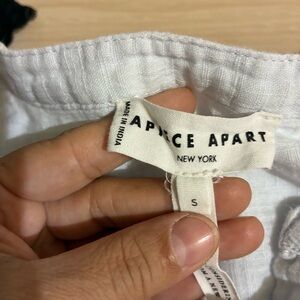 MADE IN INDIA
APIECE APART
NEW YORK
S